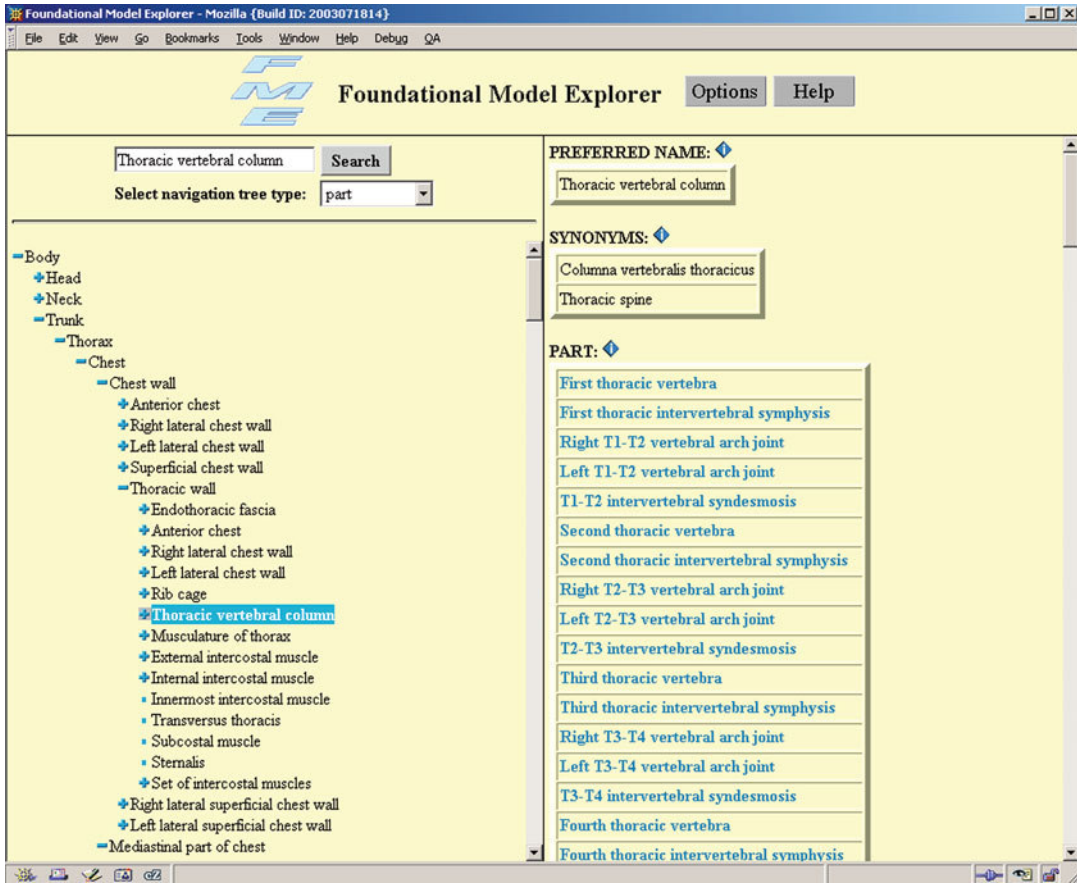 Foundational Model Explorer - Mozilla {Build ID: 2003071814}
File Edit View Go Bookmarks Tools Window Help Debug QA
FME
Foundational Model Explorer Options Help
Thoracic vertebral column Search
Select navigation tree type: part
Body
Head
Neck
Trunk
Thorax
Chest
Chest wall
Anterior chest
Right lateral chest wall
Left lateral chest wall
Superficial chest wall
Thoracic wall
Endothoracic fascia
Anterior chest
Right lateral chest wall
Left lateral chest wall
Rib cage
Thoracic vertebral column
Musculature of thorax
External intercostal muscle
Internal intercostal muscle
Innermost intercostal muscle
Transversus thoracis
Subcostal muscle
Sternalis
Set of intercostal muscles
Right lateral superficial chest wall
Left lateral superficial chest wall
Mediastinal part of chest
PREFERRED NAME:
Thoracic vertebral column
SYNONYMS:
Columna vertebralis thoracicus
Thoracic spine
PART:
First thoracic vertebra
First thoracic intervertebral symphysis
Right T1-T2 vertebral arch joint
Left T1-T2 vertebral arch joint
T1-T2 intervertebral syndesmosis
Second thoracic vertebra
Second thoracic intervertebral symphysis
Right T2-T3 vertebral arch joint
Left T2-T3 vertebral arch joint
T2-T3 intervertebral syndesmosis
Third thoracic vertebra
Third thoracic intervertebral symphysis
Right T3-T4 vertebral arch joint
Left T3-T4 vertebral arch joint
T3-T4 intervertebral syndesmosis
Fourth thoracic vertebra
Fourth thoracic intervertebral symphysis